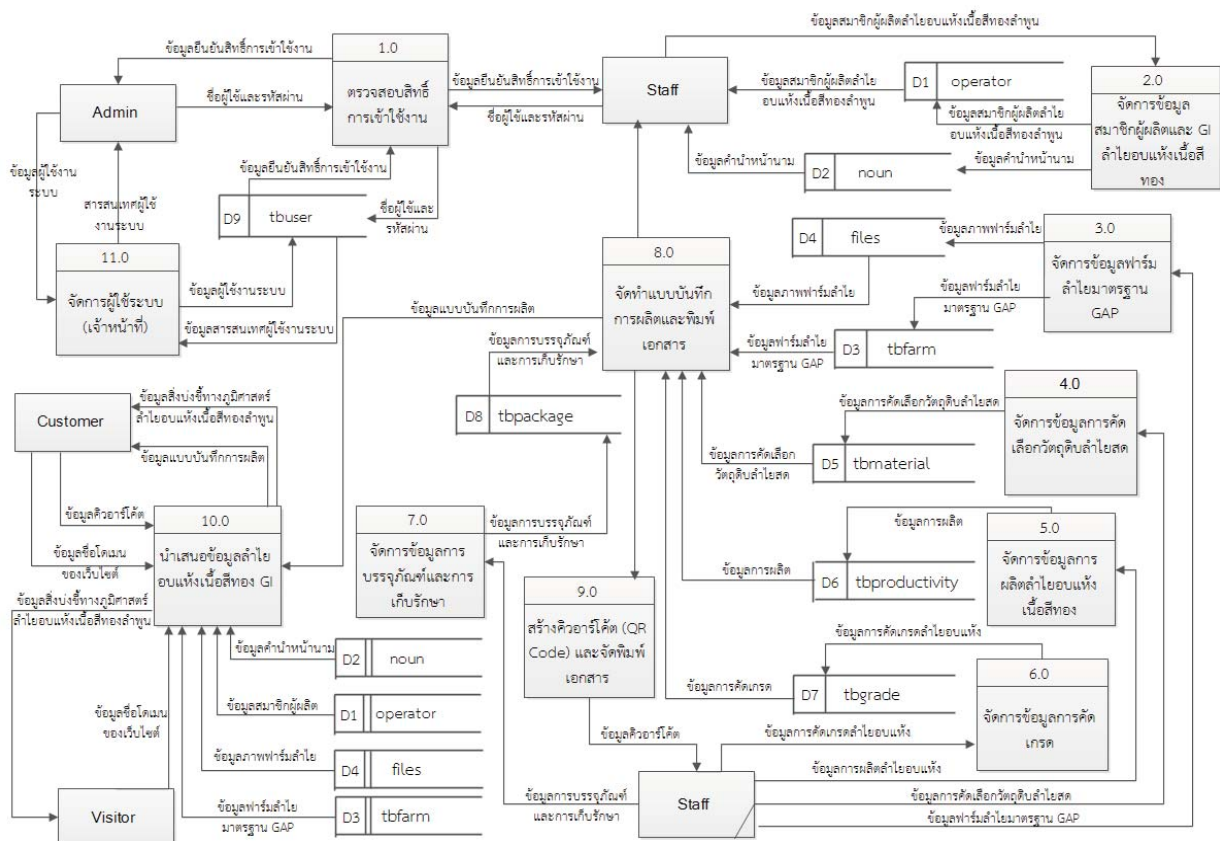 ข้อมูลสมาชิกผู้ผลิตลำไยอบแห้งเนื้อสีทองลำพูน
ข้อมูลยืนยันสิทธิ์การเข้าใช้งาน
1.0
ตรวจสอบสิทธิ์
การเข้าใช้งาน
ข้อมูลยืนยันสิทธิ์การเข้าใช้งาน
ชื่อผู้ใช้และรหัสผ่าน
Staff
ข้อมูลสมาชิกผู้ผลิตลำไย
อบแห้งเนื้อสีทองลำพูน
D1
operator
2.0
จัดการข้อมูล
สมาชิกผู้ผลิตและ GI
ลำไยอบแห้งเนื้อสี
ทอง
ข้อมูลสมาชิกผู้ผลิตลำไย
อบแห้งเนื้อสีทองลำพูน
Admin
ชื่อผู้ใช้และรหัสผ่าน
ข้อมูลคำนำหน้านาม
ข้อมูลคำนำหน้านาม
D2
noun
ข้อมูลผู้ใช้งาน
ระบบ
สารสนเทศผู้ใช้
งานระบบ
ข้อมูลยืนยันสิทธิ์การเข้าใช้งาน
D9
tbuser
ชื่อผู้ใช้และ
รหัสผ่าน
11.0
จัดการผู้ใช้ระบบ
(เจ้าหน้าที่)
ข้อมูลผู้ใช้งานระบบ
ข้อมูลสารสนเทศผู้ใช้งานระบบ
8.0
จัดทำแบบบันทึก
การผลิตและพิมพ์
เอกสาร
D4
files
ข้อมูลภาพฟาร์มลำไย
3.0
จัดการข้อมูลฟาร์ม
ลำไยมาตรฐาน
GAP
ข้อมูลภาพฟาร์มลำไย
ข้อมูลฟาร์มลำไย
มาตรฐาน GAP
ข้อมูลฟาร์มลำไย
มาตรฐาน GAP
D3
tbfarm
ข้อมูลแบบบันทึกการผลิต
ข้อมูลการบรรจุภัณฑ์
และการเก็บรักษา
D8
tbpackage
4.0
จัดการข้อมูลการคัด
เลือกวัตถุดิบลำไยสด
ข้อมูลการคัดเลือกวัตถุดิบลำไยสด
ข้อมูลการคัดเลือก
วัตถุดิบลำไยสด
D5
tbmaterial
Customer
ข้อมูลสิ่งบ่งชี้ทางภูมิศาสตร์
ลำไยอบแห้งเนื้อสีทองลำพูน
ข้อมูลแบบบันทึกการผลิต
ข้อมูลคิวอาร์โค้ต
ข้อมูลชื่อโดเมน
ของเว็บไซต์
10.0
นำเสนอข้อมูลลำไย
อบแห้งเนื้อสีทอง GI
7.0
จัดการข้อมูลการ
บรรจุภัณฑ์และการ
เก็บรักษา
ข้อมูลการบรรจุภัณฑ์
และการเก็บรักษา
ข้อมูลการผลิต
5.0
จัดการข้อมูลการ
ผลิตลำไยอบแห้ง
เนื้อสีทอง
ข้อมูลการผลิต
D6
tbproductivity
9.0
สร้างคิวอาร์โค้ต (QR
Code) และจัดพิมพ์
เอกสาร
ข้อมูลสิ่งบ่งชี้ทางภูมิศาสตร์
ลำไยอบแห้งเนื้อสีทองลำพูน
ข้อมูลการคัดเกรดลำไยอบแห้ง
ข้อมูลการคัดเกรด
D7
tbgrade
6.0
จัดการข้อมูลการคัด
เกรด
ข้อมูลคำนำหน้านาม
D2
noun
ข้อมูลสมาชิกผู้ผลิต
D1
operator
ข้อมูลชื่อโดเมน
ของเว็บไซต์
ข้อมูลภาพฟาร์มลำไย
D4
files
ข้อมูลฟาร์มลำไย
มาตรฐาน GAP
D3
tbfarm
Visitor
ข้อมูลคิวอาร์โค้ต
ข้อมูลการคัดเกรดลำไยอบแห้ง
ข้อมูลการผลิตลำไยอบแห้ง
ข้อมูลการคัดเลือกวัตถุดิบลำไยสด
ข้อมูลฟาร์มลำไยมาตรฐาน GAP
Staff
ข้อมูลการบรรจุภัณฑ์
และการเก็บรักษา